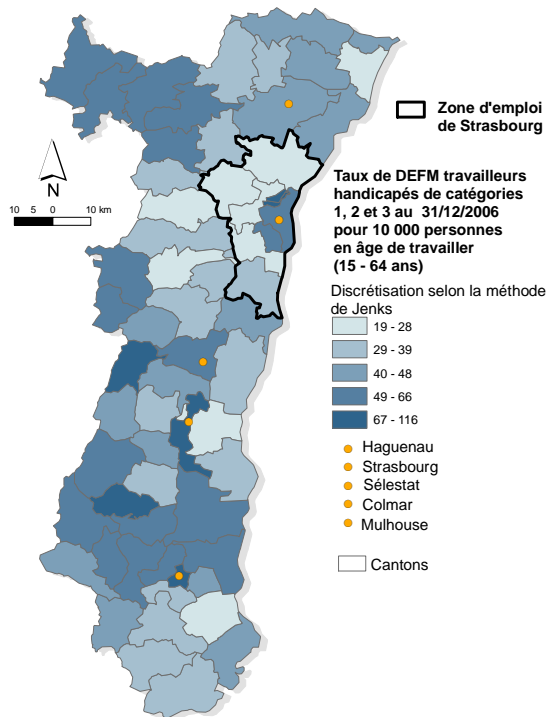 Zone d'emploi
de Strasbourg
N
10 5 0 10 km
Taux de DEFM travailleurs
handicapés de catégories
1, 2 et 3 au 31/12/2006
pour 10 000 personnes
en âge de travailler
(15 - 64 ans)
Discrétisation selon la méthode
de Jenks
19 - 28
29 - 39
40 - 48
49 - 66
67 - 116
Haguenau
Strasbourg
Sélestat
Colmar
Mulhouse
Cantons